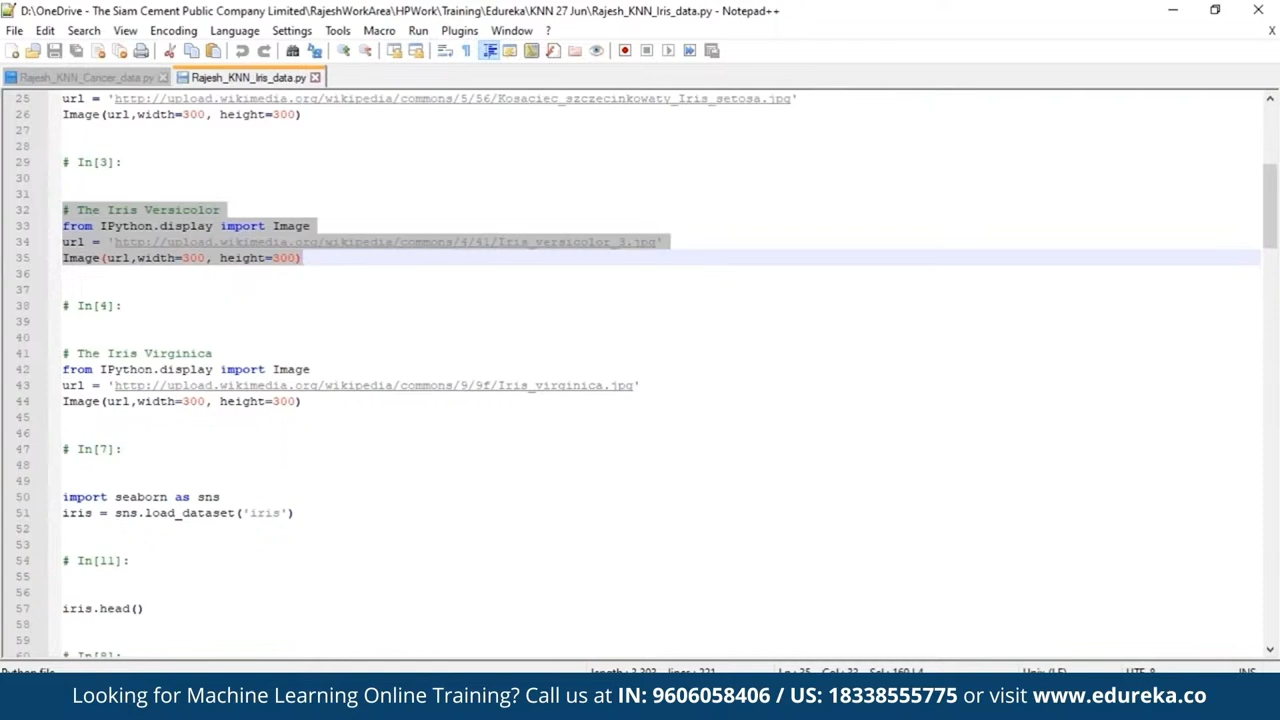 D:\OneDrive - The Siam Cement Public Company Limited\RajeshWorkArea\HPWork\Training\Edureka\KNN 27 Jun\Rajesh_KNN_Iris_data.py - Notepad++
File Edit Search View Encoding Language Settings Tools Macro Run Plugins Window ? X
Rajesh_KNN_Cancer_data.py Rajesh_KNN_Iris_data.py
25 url = 'http://upload.wikimedia.org/wikipedia/commons/5/56/Kosaciec_szczecinkowaty_Iris_setosa.jpg'
26 Image(url,width=300, height=300)
27
28
29 # In[3]:
30
31
32 # The Iris Versicolor
33 from IPython.display import Image
34 url = 'http://upload.wikimedia.org/wikipedia/commons/4/41/Iris_versicolor_3.jpg'
35 Image(url,width=300, height=300)
36
37
38 # In[4]:
39
40
41 # The Iris Virginica
42 from IPython.display import Image
43 url = 'http://upload.wikimedia.org/wikipedia/commons/9/9f/Iris_virginica.jpg'
44 Image(url,width=300, height=300)
45
46
47 # In[7]:
48
49
50 import seaborn as sns
51 iris = sns.load_dataset('iris')
52
53
54 # In[11]:
55
56
57 iris.head()
58
59
60 # In[8]:
Looking for Machine Learning Online Training? Call us at IN: 9606058406 / US: 18338555775 or visit www.edureka.co